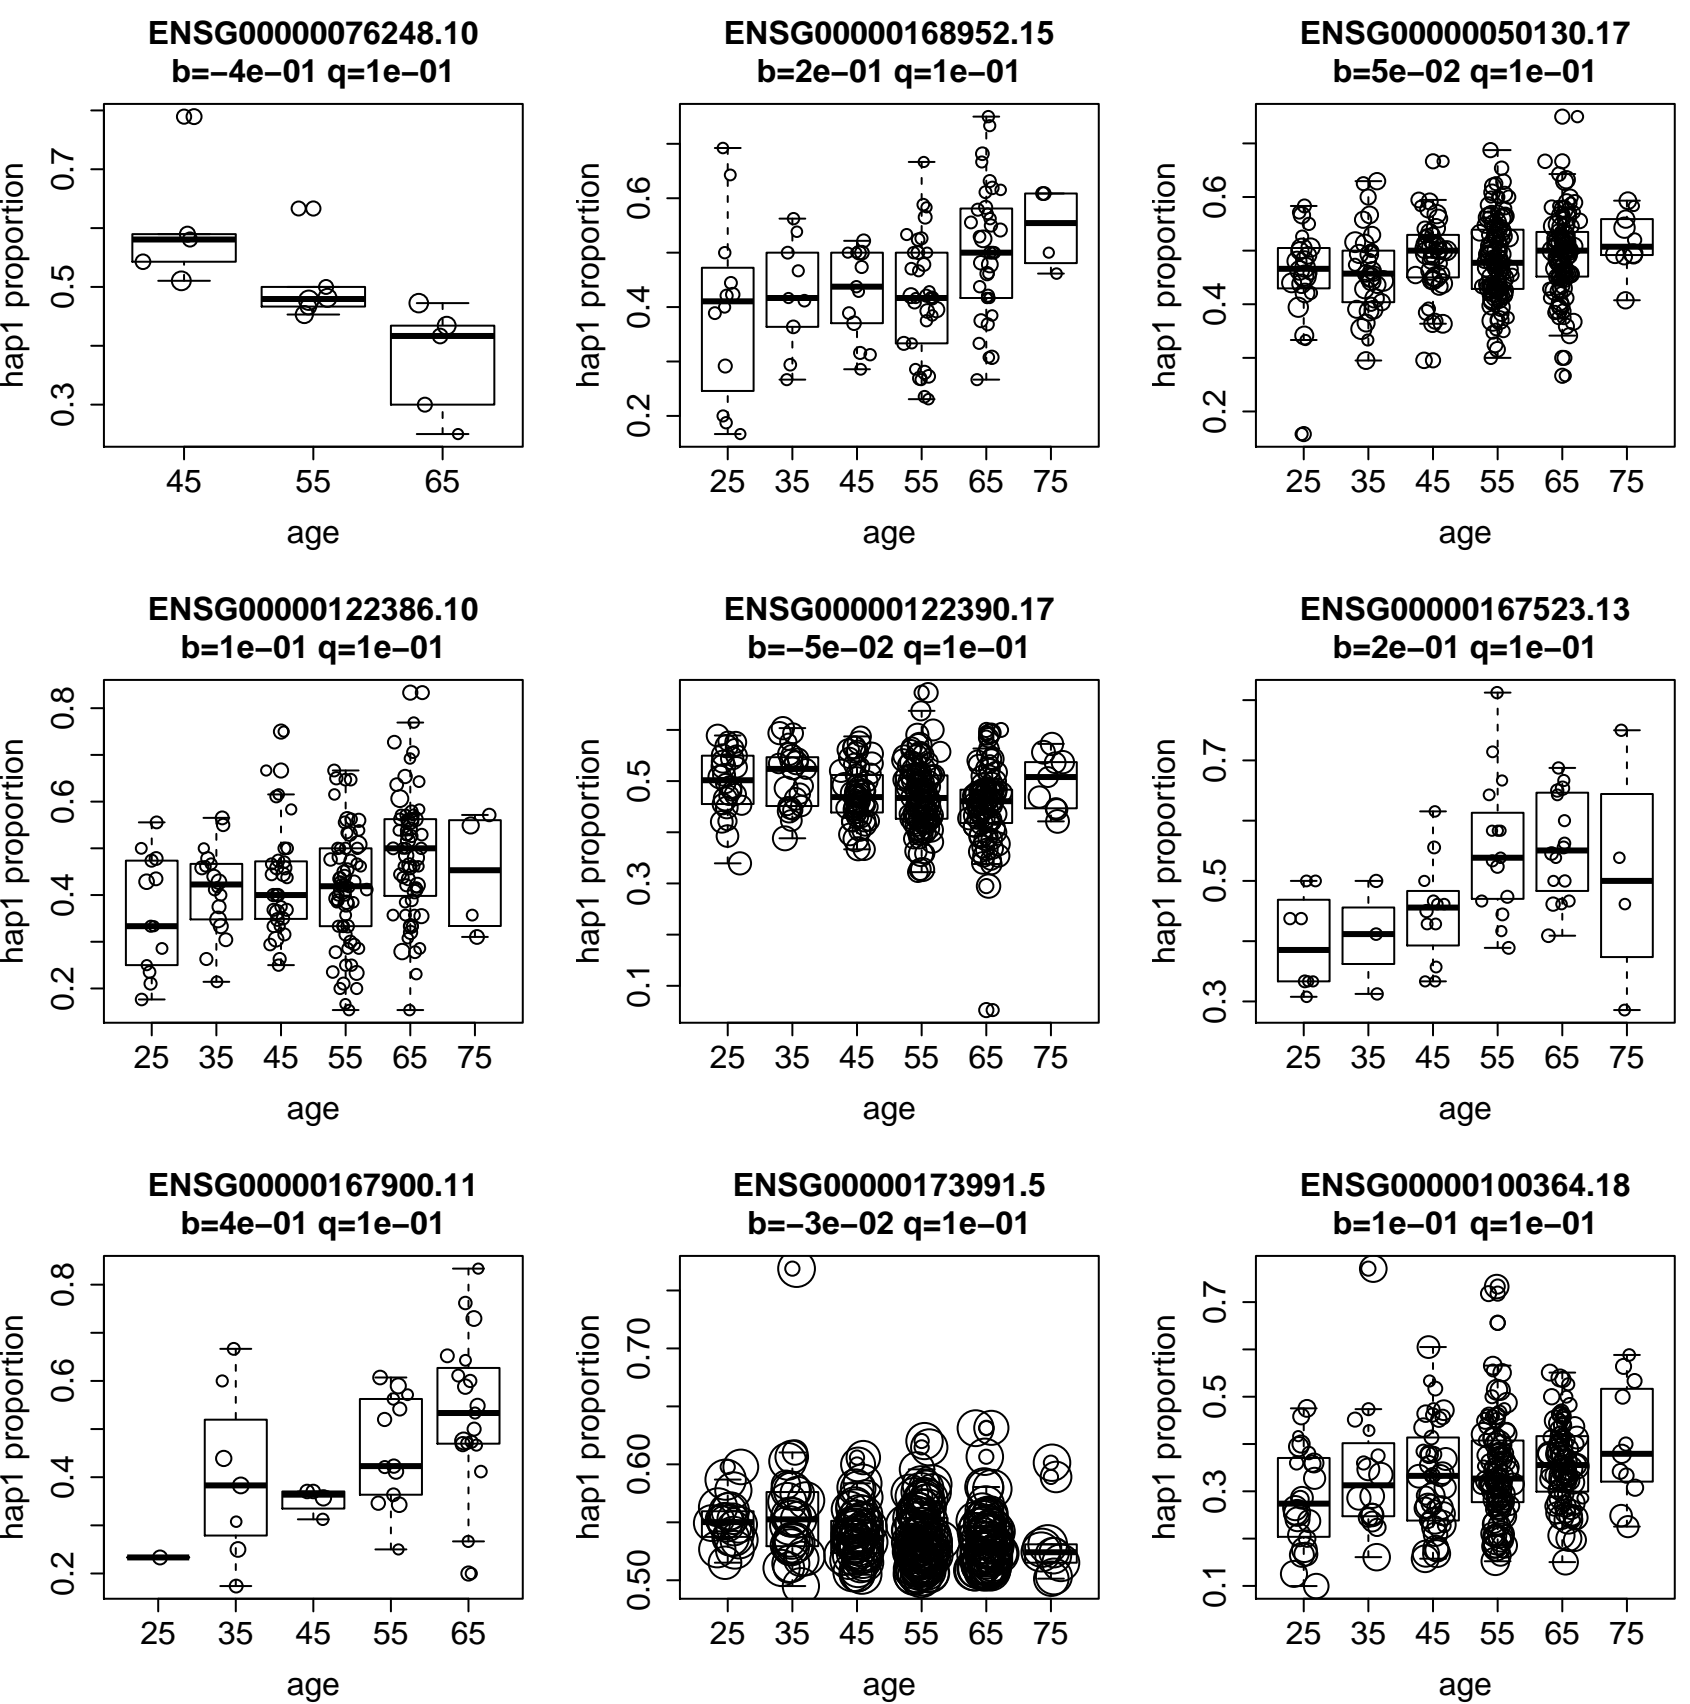 ENSG00000076248.10
b=−4e−01 q=1e−01
hap1 proportion
0.3 0.5 0.7
45 55 65
age
ENSG00000168952.15
b=2e−01 q=1e−01
hap1 proportion
0.2 0.4 0.6
25 35 45 55 65 75
age
ENSG00000050130.17
b=5e−02 q=1e−01
hap1 proportion
0.2 0.4 0.6
25 35 45 55 65 75
age
ENSG00000122386.10
b=1e−01 q=1e−01
hap1 proportion
0.2 0.4 0.6 0.8
25 35 45 55 65 75
age
ENSG00000122390.17
b=−5e−02 q=1e−01
hap1 proportion
0.1 0.3 0.5
25 35 45 55 65 75
age
ENSG00000167523.13
b=2e−01 q=1e−01
hap1 proportion
0.3 0.5 0.7
25 35 45 55 65 75
age
ENSG00000167900.11
b=4e−01 q=1e−01
hap1 proportion
0.2 0.4 0.6 0.8
25 35 45 55 65
age
ENSG00000173991.5
b=−3e−02 q=1e−01
hap1 proportion
0.50 0.60 0.70
25 35 45 55 65 75
age
ENSG00000100364.18
b=1e−01 q=1e−01
hap1 proportion
0.1 0.3 0.5 0.7
25 35 45 55 65 75
age